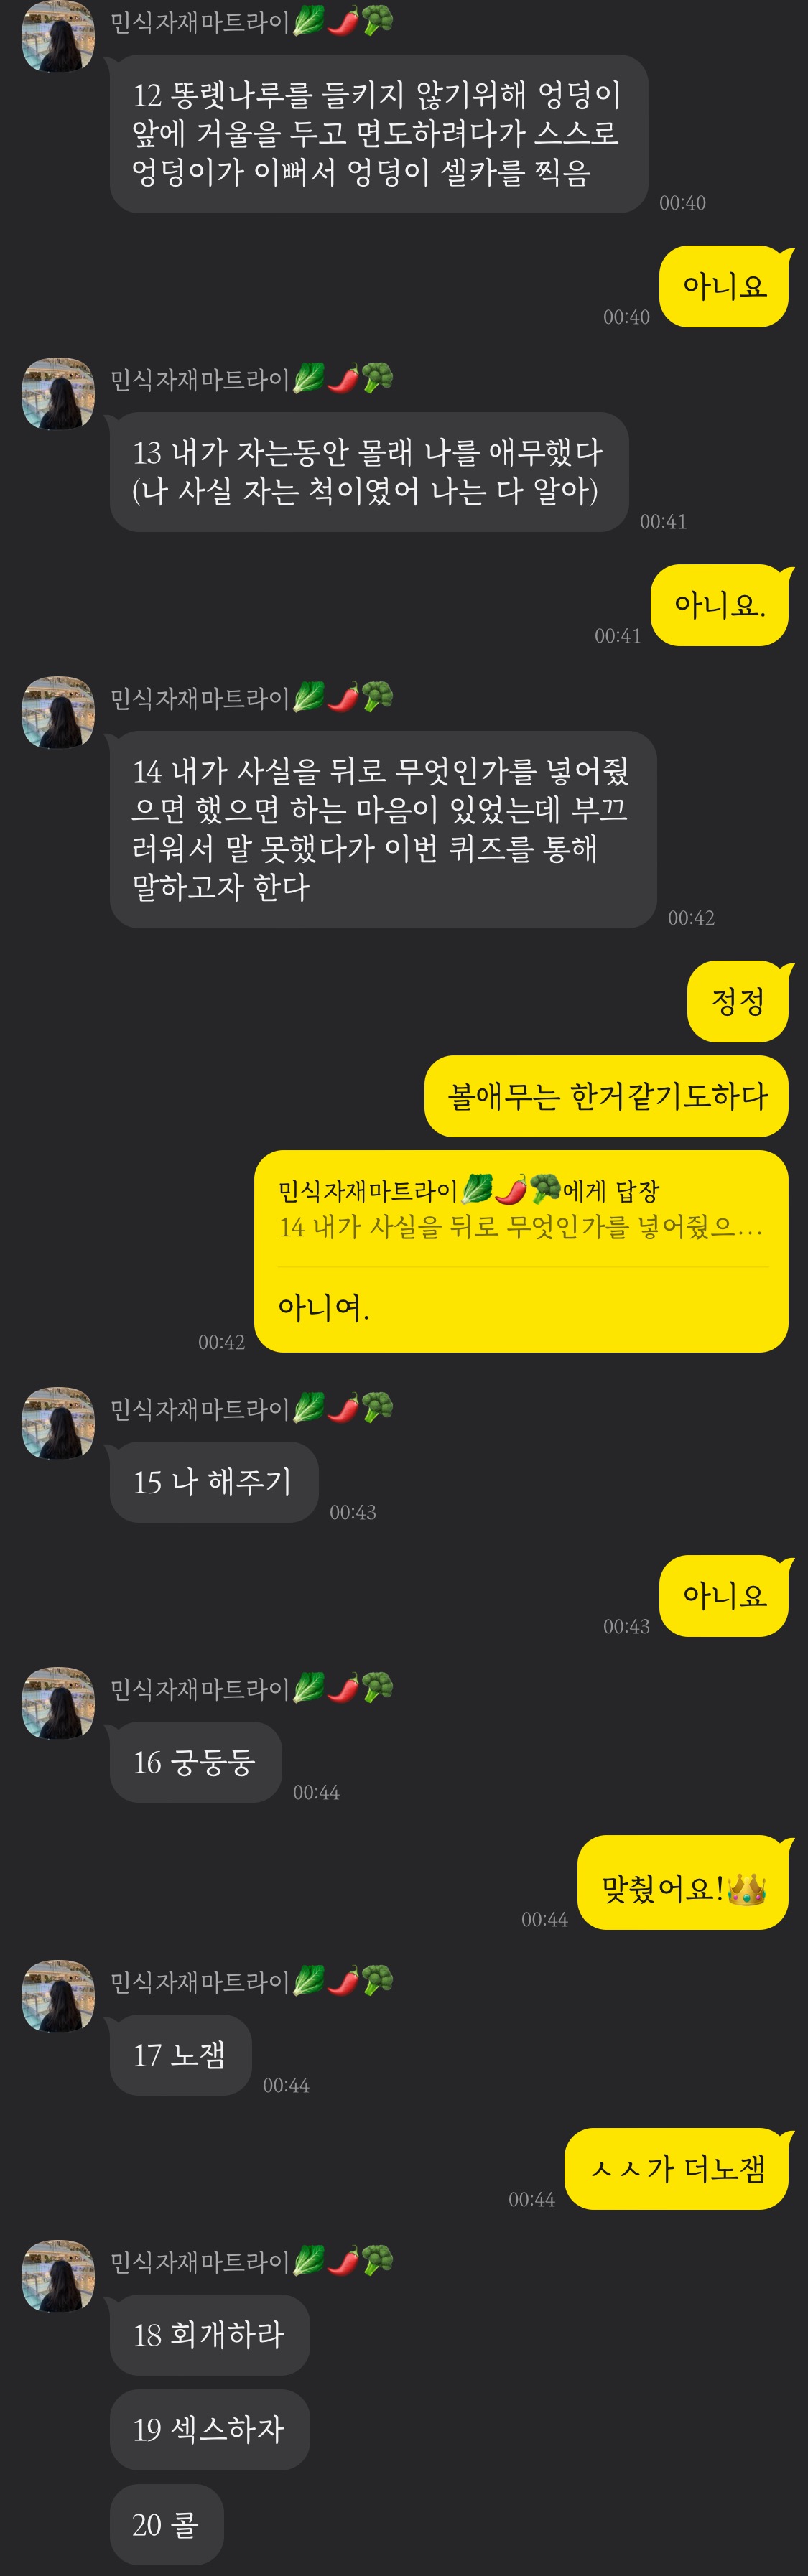 민식자재마트라이🥬🌶️🥦
12 똥렛나루를 들키지 않기위해 엉덩이
앞에 거울을 두고 면도하려다가 스스로
엉덩이가 이뻐서 엉덩이 셀카를 찍음
00:40
아니요
00:40
민식자재마트라이🥬🌶️🥦
13 내가 자는동안 몰래 나를 애무했다
(나 사실 자는 척이였어 나는 다 알아)
00:41
아니요.
00:41
민식자재마트라이🥬🌶️🥦
14 내가 사실을 뒤로 무엇인가를 넣어줬
으면 했으면 하는 마음이 있었는데 부끄
러워서 말 못했다가 이번 퀴즈를 통해
말하고자 한다
00:42
정정
볼애무는 한거같기도하다
민식자재마트라이🥬🌶️🥦에게 답장
14 내가 사실을 뒤로 무엇인가를 넣어줬으...
아니여.
00:42
민식자재마트라이🥬🌶️🥦
15 나 해주기
00:43
아니요
00:43
민식자재마트라이🥬🌶️🥦
16 궁둥둥
00:44
맞췄어요!👑
00:44
민식자재마트라이🥬🌶️🥦
17 노잼
00:44
ㅅㅅ가 더노잼
00:44
민식자재마트라이🥬🌶️🥦
18 회개하라
19 섹스하자
20 콜